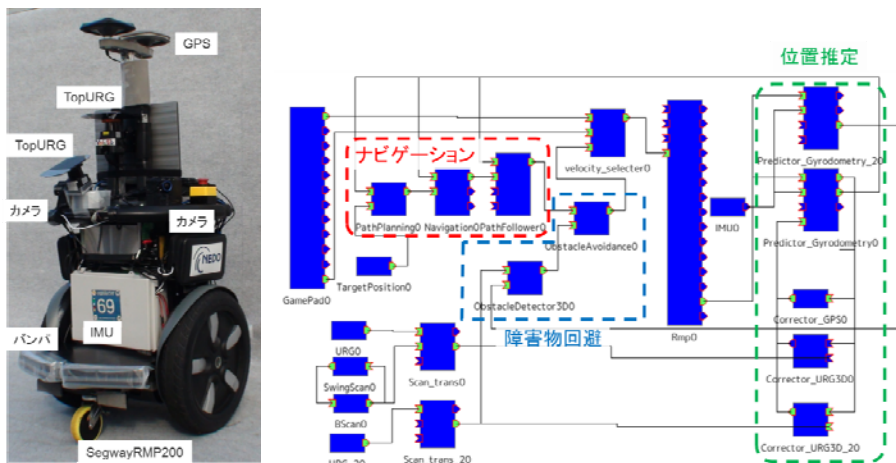 GPS
TopURG
TopURG
カメラ
カメラ
NEDO
69
IMU
バンパ
SegwayRMP200
位置推定
ナビゲーション
velocity_selecter0
Predictor_Gyrodometry_20
PathPlanning0
Navigation0
PathFollower0
IMU0
ObstacleAvoidance0
Predictor_Gyrodometry0
TargetPosition0
GamePad0
ObstacleDetector3D0
Corrector_GPS0
障害物回避
Rmp0
URG0
SwingScan0
Scan_trans0
Corrector_URG3D0
BScan0
URG_20
Scan_trans_20
Corrector_URG3D_20